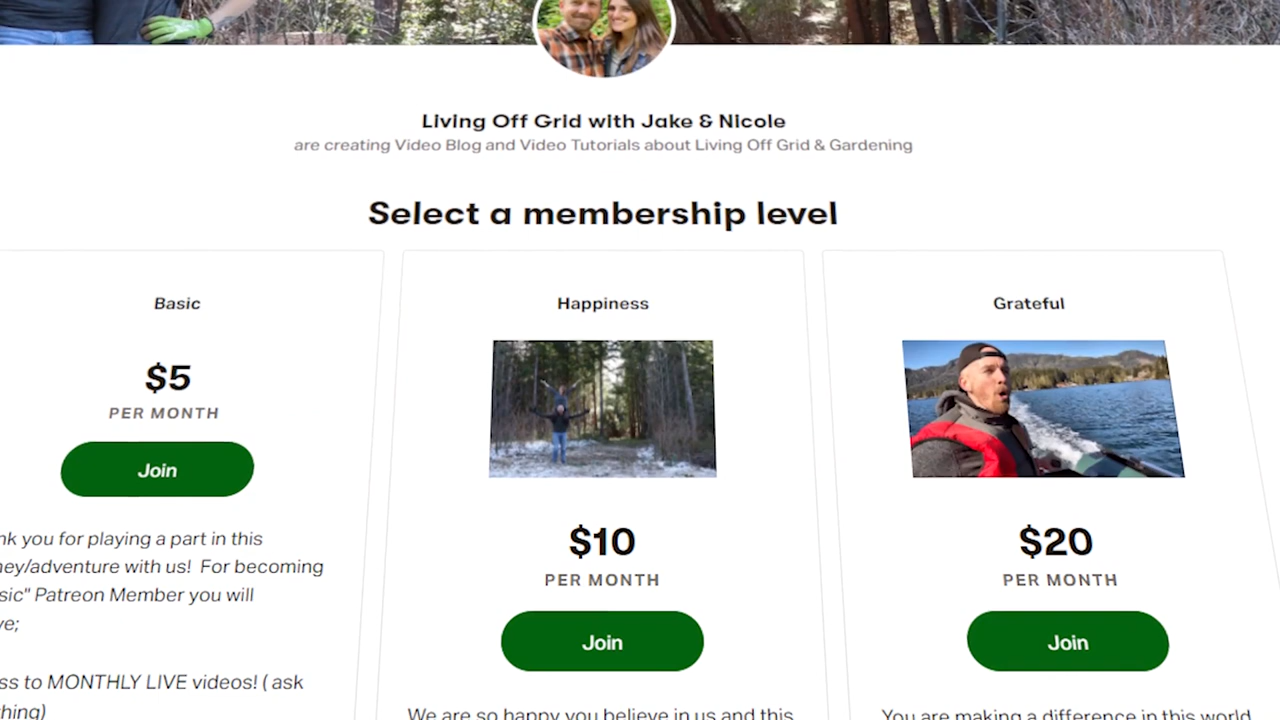 Living Off Grid with Jake & Nicole
are creating Video Blog and Video Tutorials about Living Off Grid & Gardening
Select a membership level
Basic
$5
PER MONTH
Join
you for playing a part in this
with us! For becoming
Patreon Member you will
to MONTHLY LIVE videos! ( ask
Happiness
$10
PER MONTH
Join
We are so happy you believe in us and this
Grateful
$20
PER MONTH
Join
You are making a difference in this world